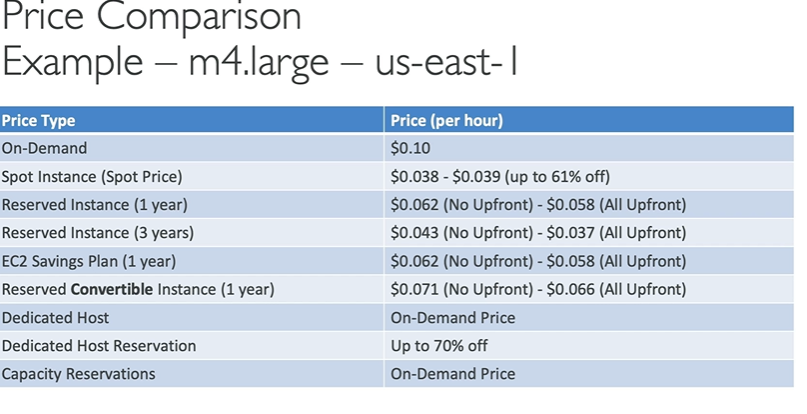 Price Comparison
Example – m4.large – us-east-1
Price Type Price (per hour)
On-Demand $0.10
Spot Instance (Spot Price) $0.038 - $0.039 (up to 61% off)
Reserved Instance (1 year) $0.062 (No Upfront) - $0.058 (All Upfront)
Reserved Instance (3 years) $0.043 (No Upfront) - $0.037 (All Upfront)
EC2 Savings Plan (1 year) $0.062 (No Upfront) - $0.058 (All Upfront)
Reserved Convertible Instance (1 year) $0.071 (No Upfront) - $0.066 (All Upfront)
Dedicated Host On-Demand Price
Dedicated Host Reservation Up to 70% off
Capacity Reservations On-Demand Price